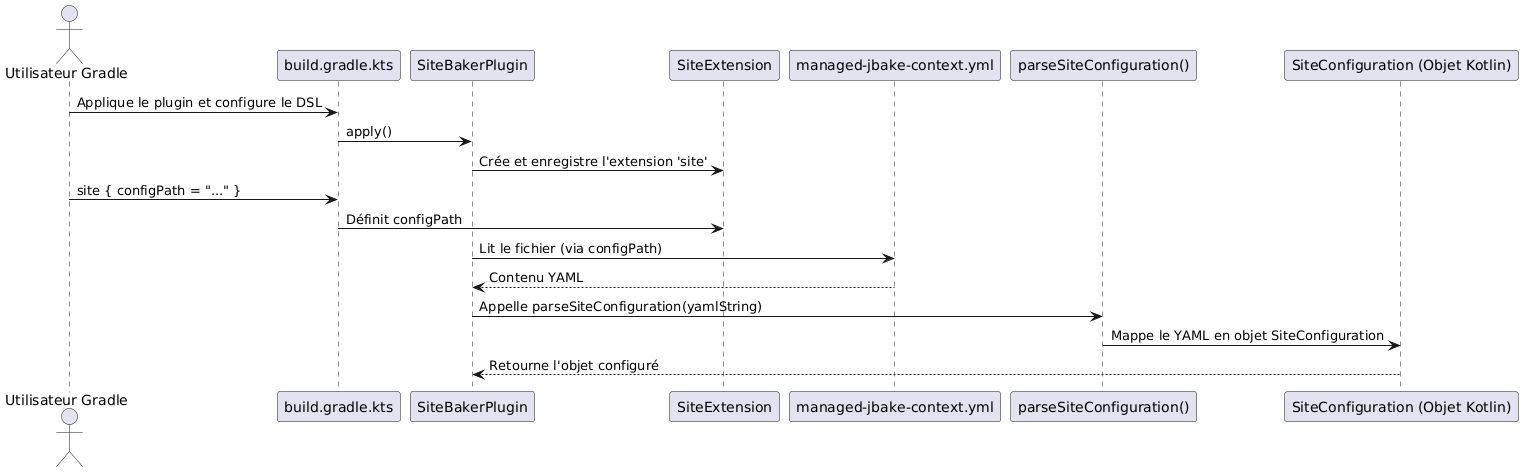 Utilisateur Gradle
build.gradle.kts
SiteBakerPlugin
SiteExtension
managed-jbake-context.yml
parseSiteConfiguration()
SiteConfiguration (Objet Kotlin)
Applique le plugin et configure le DSL
apply()
Crée et enregistre l'extension 'site'
site { configPath = "..." }
Définit configPath
Lit le fichier (via configPath)
Contenu YAML
Appelle parseSiteConfiguration(yamlString)
Mappe le YAML en objet SiteConfiguration
Retourne l'objet configuré
Utilisateur Gradle
build.gradle.kts
SiteBakerPlugin
SiteExtension
managed-jbake-context.yml
parseSiteConfiguration()
SiteConfiguration (Objet Kotlin)